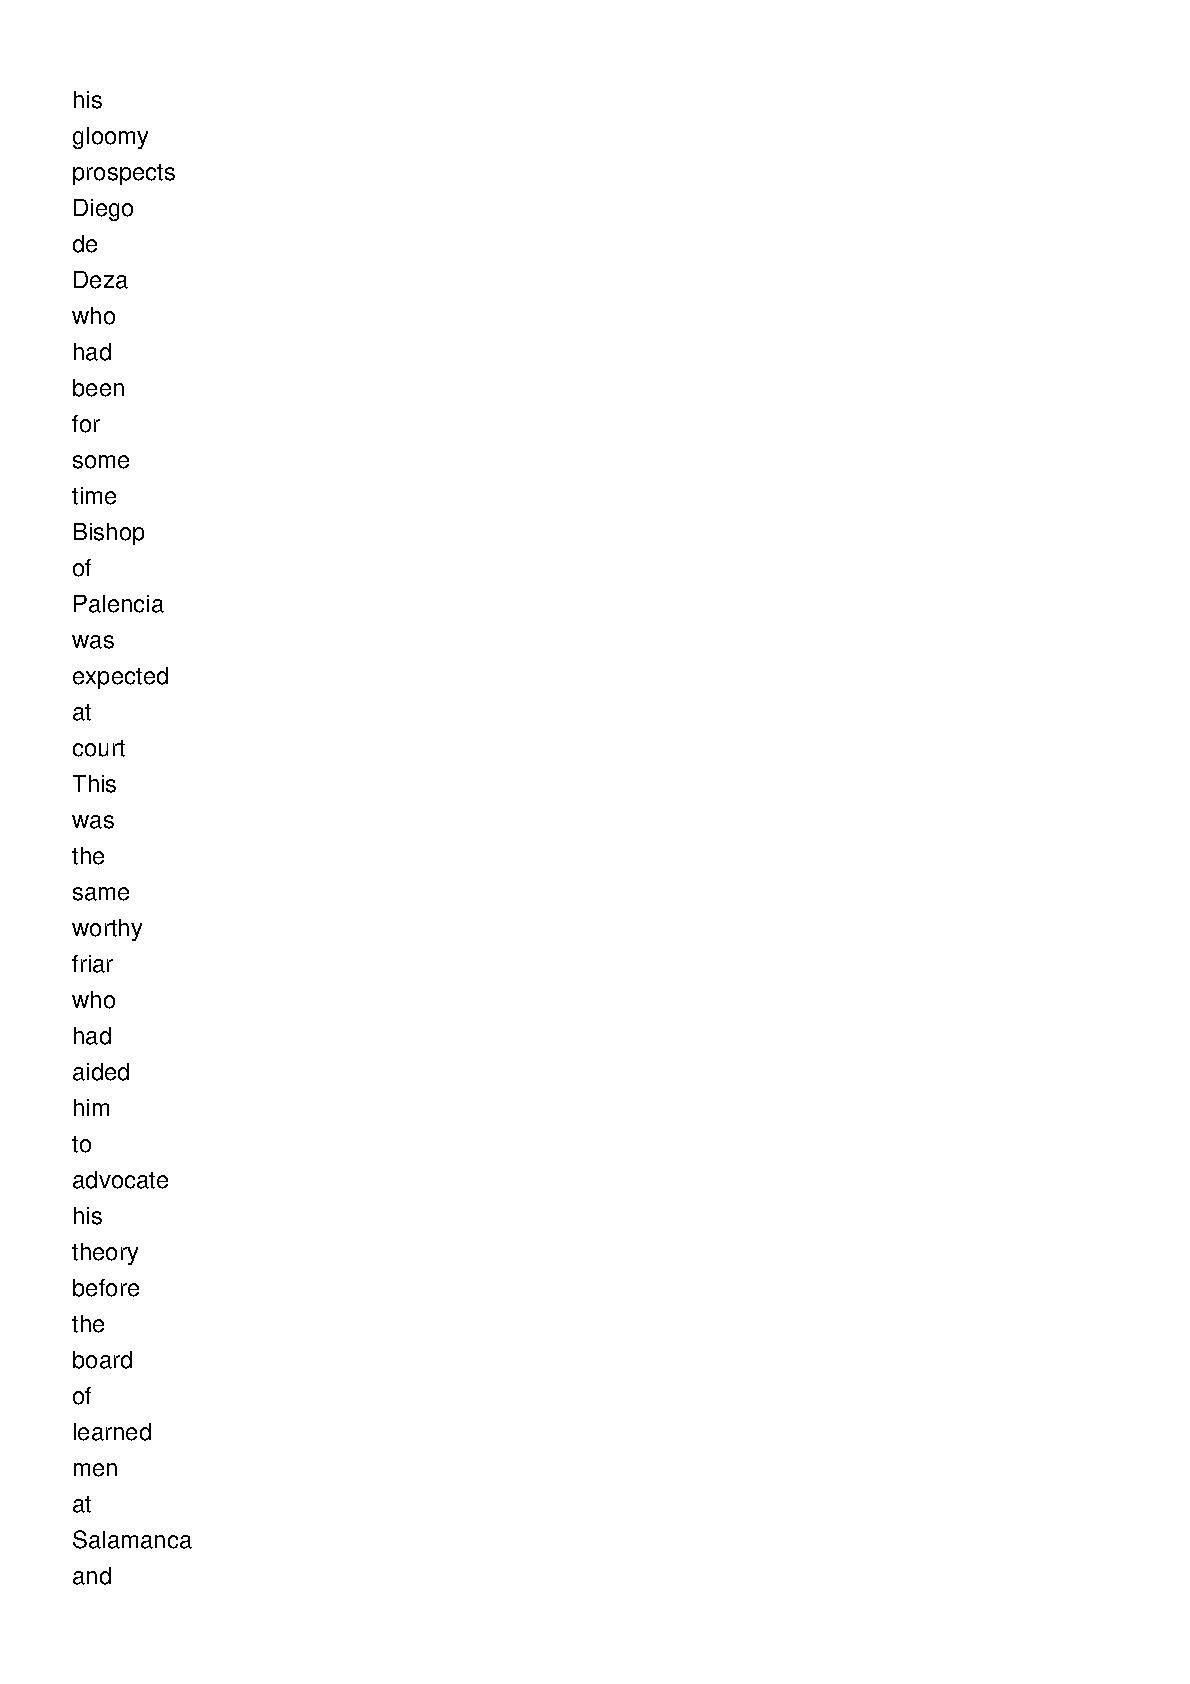 his
gloomy
prospects
Diego
de
Deza
who
had
been
for
some
time
Bishop
of
Palencia
was
expected
at
court
This
was
the
same
worthy
friar
who
had
aided
him
to
advocate
his
theory
before
the
board
of
learned
men
at
Salamanca
and